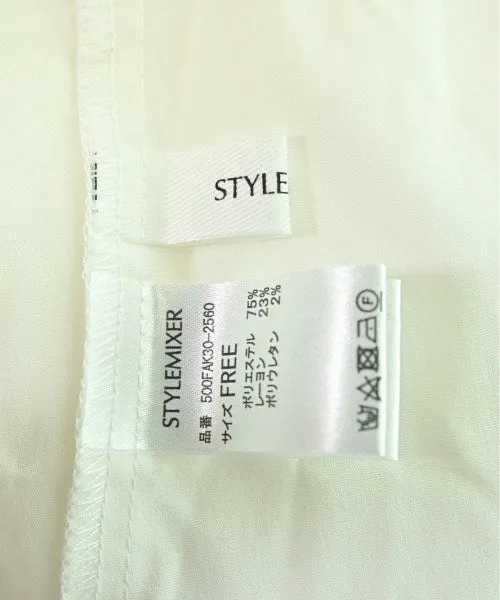 STYLE
STYLEMIXER
品番 500FAK30-2560
サイズ FREE
ポリエステル 75%
レーヨン 23%
ポリウレタン 2%
F